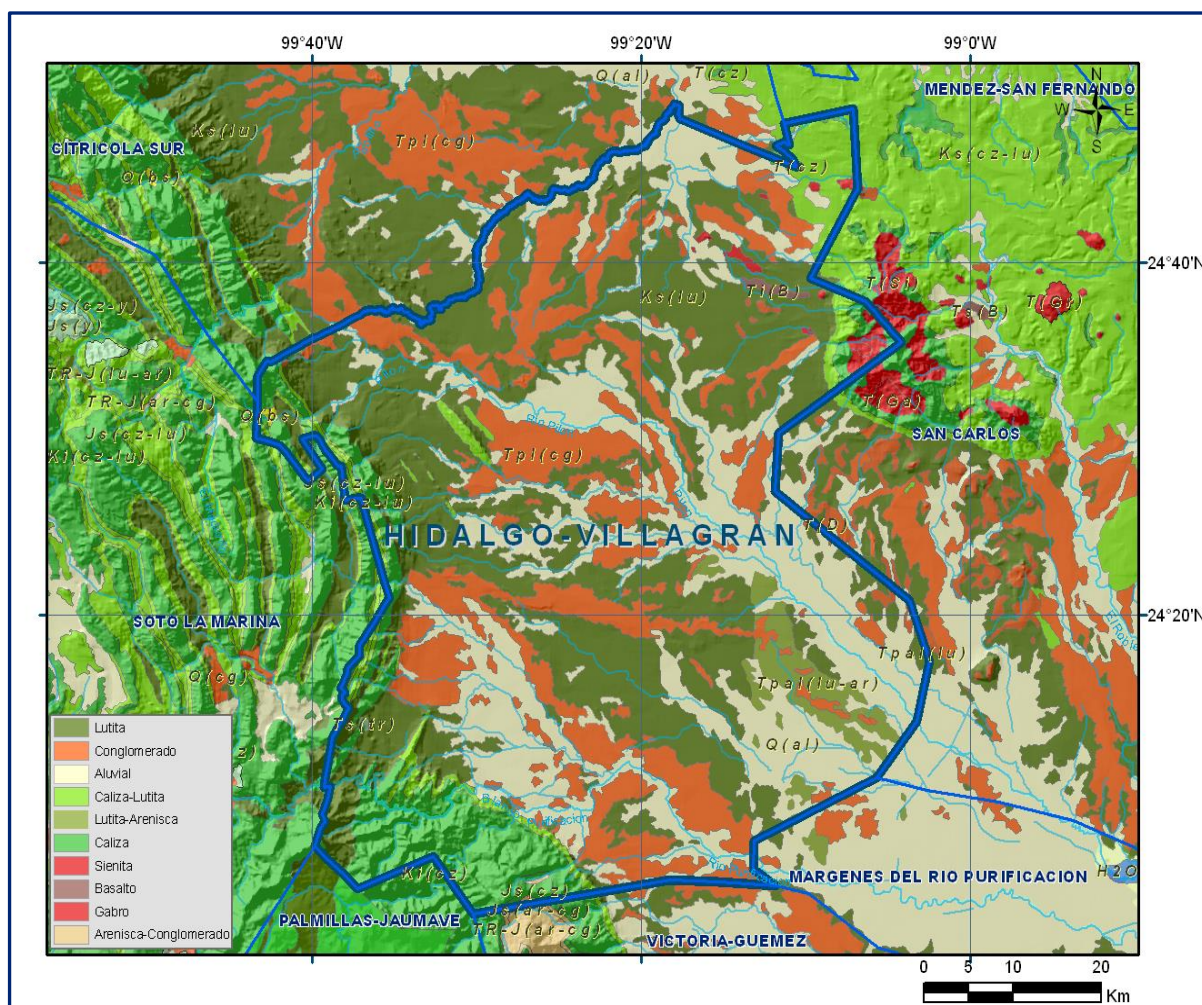 99°40'W
99°20'W
99°0'W
Q(al)
T(cz)
MENDEZ-SAN FERNANDO
N
W E
S
Ks(lu)
Tpl(cg)
CÍTRICOLA SUR
Ks(cz-lu)
T(cz)
Q(bs)
24°40'N
T(Si)
Ti(B)
Ks(lu)
Js(cz-y)
Js(y)
T(Gr)
Ts(B)
TR-J(lu-ar)
TR-J(ar-cg)
T(Ga)
Q(bs)
Río Pilón
SAN CARLOS
Js(cz-lu)
Ki(cz-lu)
Tpl(cg)
Js(cz-lu)
Ki(cz-lu)
HIDALGO-VILLAGRAN
T(D)
24°20'N
SOTO LA MARINA
Tpal(lu)
Q(cg)
Tpal(lu-ar)
Ts(tr)
Q(al)
Lutita
Conglomerado
Aluvial
Caliza-Lutita
Lutita-Arenisca
Caliza
Sienita
Basalto
Gabro
Arenisca-Conglomerado
Ki(cz)
H2O
MARGENES DEL RIO PURIFICACION
Js(cz)
Js(ar-cg)
TR-J(ar-cg)
PALMILLAS-JAUMAVE
VICTORIA-GUEMEZ
0 5 10 20
Km